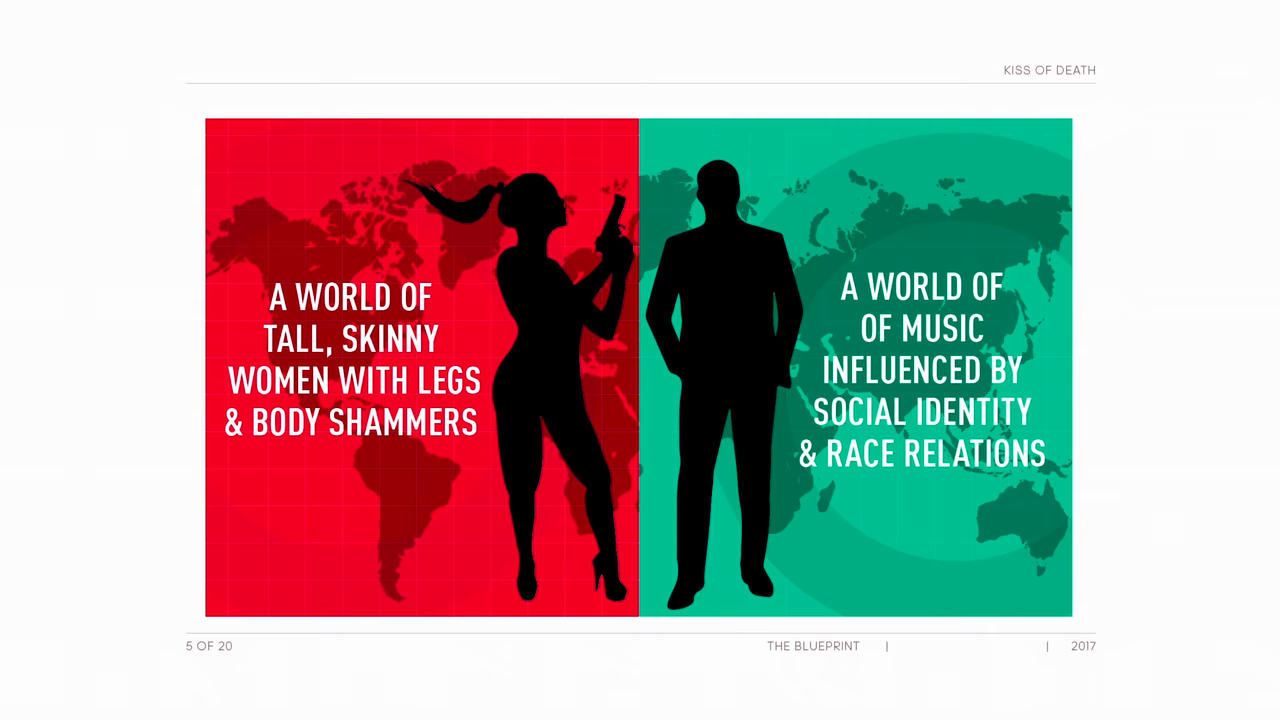 KISS OF DEATH
A WORLD OF
TALL, SKINNY
WOMEN WITH LEGS
& BODY SHAMMERS
A WORLD OF
OF MUSIC
INFLUENCED BY
SOCIAL IDENTITY
& RACE RELATIONS
5 OF 20
THE BLUEPRINT | | 2017